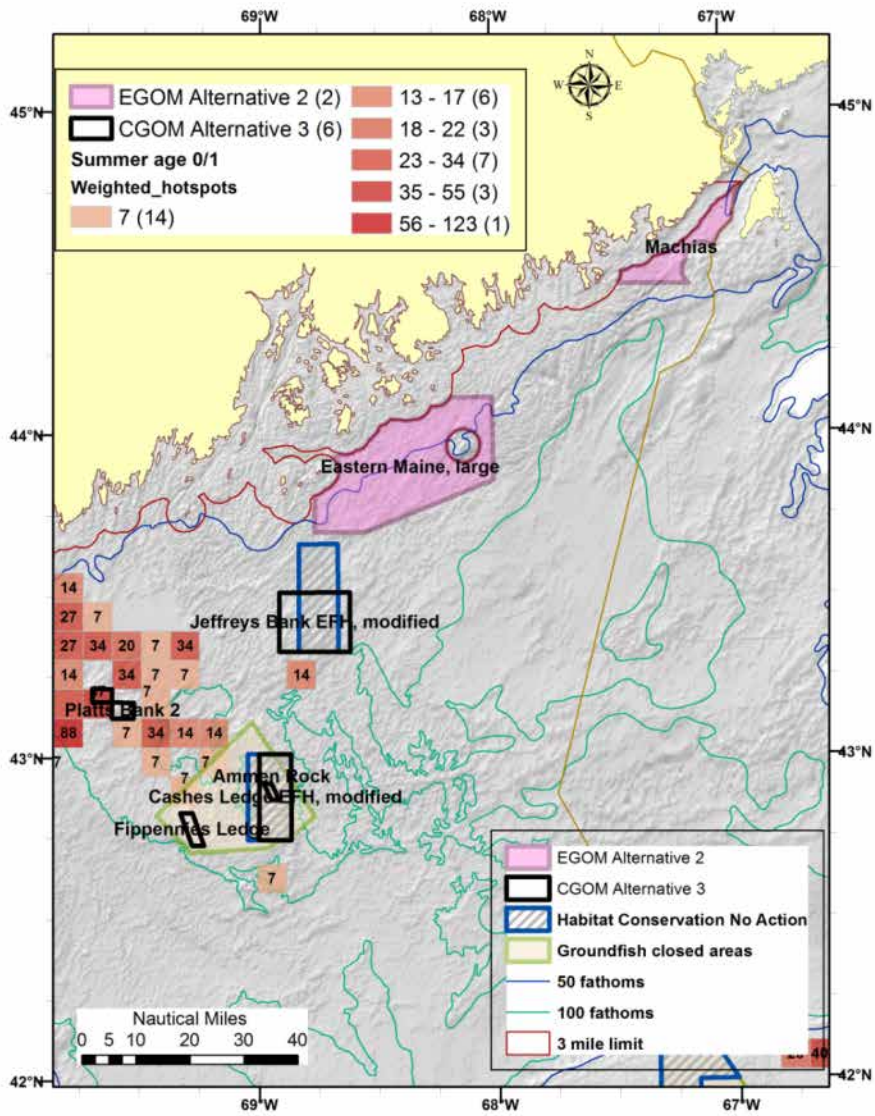 69°W 68°W 67°W
N
W E
S
45°N 45°N
EGOM Alternative 2 (2)
CGOM Alternative 3 (6)
Summer age 0/1
Weighted_hotspots
7 (14)
13 - 17 (6)
18 - 22 (3)
23 - 34 (7)
35 - 55 (3)
56 - 123 (1)
Machias
44°N 44°N
Eastern Maine, large
14
27 7
Jeffreys Bank EFH, modified
27 34 20 7 34
14 34 7 7 14
7
Platts Bank 2
88 7 34 14 14
43°N 43°N
7 7 7
7
Ammen Rock
Cashes Ledge EFH, modified
Fippennies Ledge
7
EGOM Alternative 2
CGOM Alternative 3
Habitat Conservation No Action
Groundfish closed areas
50 fathoms
100 fathoms
3 mile limit
Nautical Miles
0 5 10 20 30 40
40
42°N 42°N
69°W 68°W 67°W